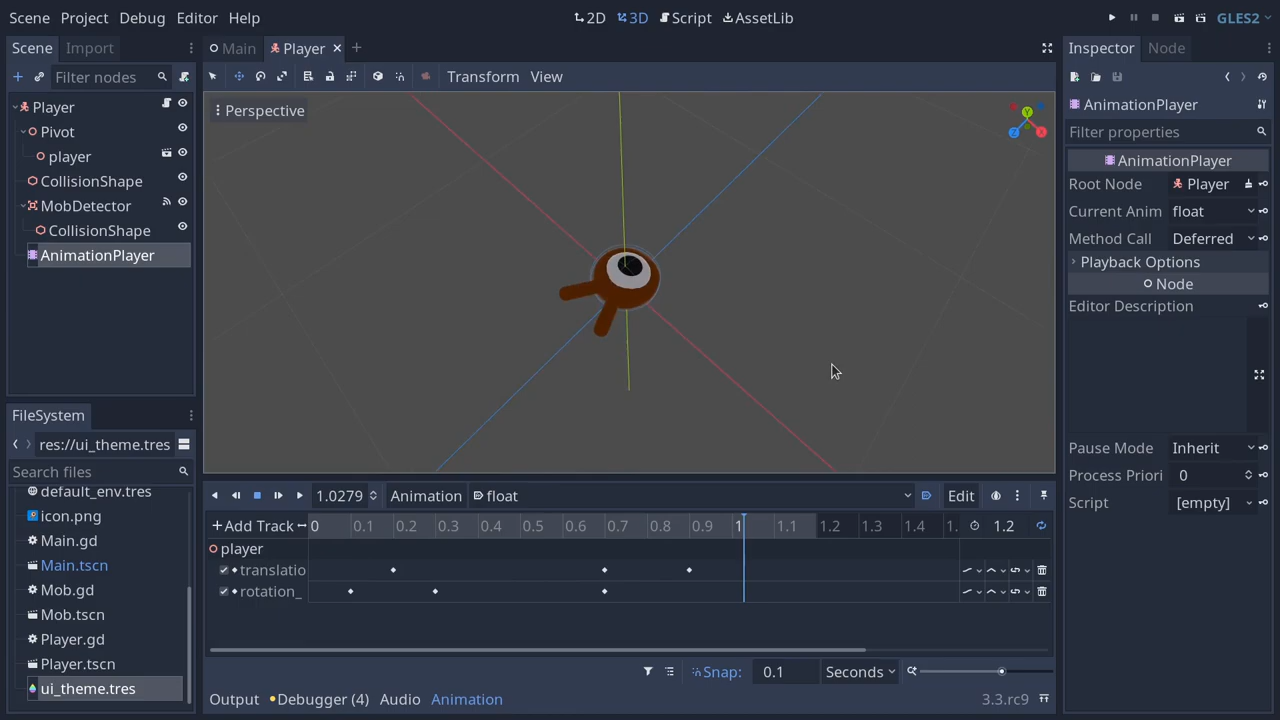 Scene Project Debug Editor Help
2D 3D Script AssetLib
GLES2
Scene Import
Main Player
Inspector Node
Filter nodes
Transform View
Player
Pivot
player
CollisionShape
MobDetector
CollisionShape
AnimationPlayer
Perspective
Y
Z X
AnimationPlayer
Filter properties
AnimationPlayer
Root Node Player
Current Anim float
Method Call Deferred
Playback Options
Node
Editor Description
Pause Mode Inherit
Process Priori 0
Script [empty]
FileSystem
res://ui_theme.tres
Search files
default_env.tres
icon.png
Main.gd
Main.tscn
Mob.gd
Mob.tscn
Player.gd
Player.tscn
ui_theme.tres
1.0279 Animation float Edit
Add Track 0 0.1 0.2 0.3 0.4 0.5 0.6 0.7 0.8 0.9 1 1.1 1.2 1.3 1.4 1. 1.2
player
translatio
rotation_
Snap: 0.1 Seconds
Output Debugger (4) Audio Animation 3.3.rc9